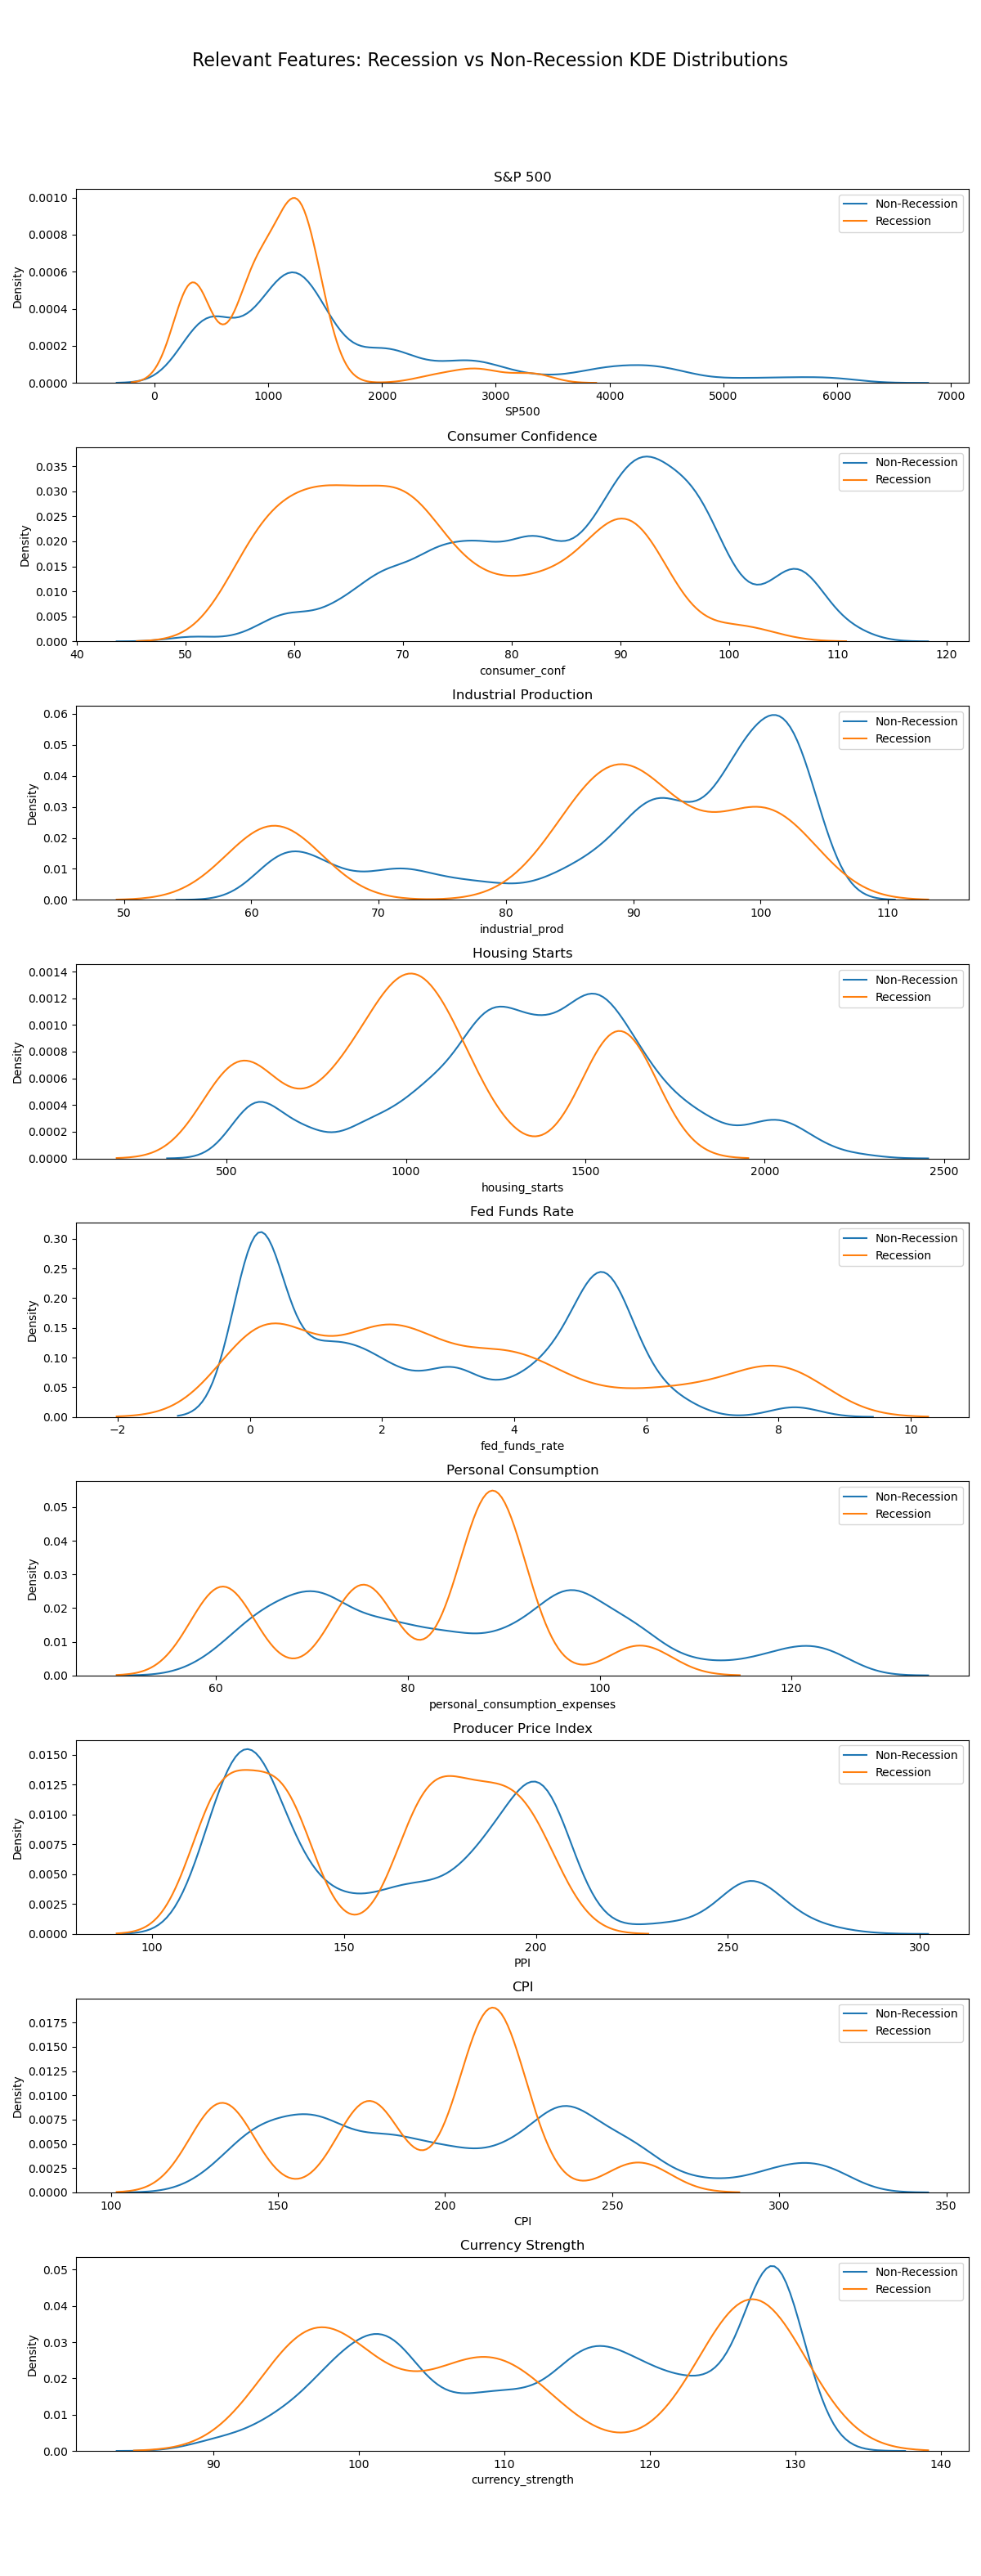 Relevant Features: Recession vs Non-Recession KDE Distributions
S&P 500
Non-Recession
Recession
0.0010
0.0008
0.0006
0.0004
0.0002
0.0000
Density
0 1000 2000 3000 4000 5000 6000 7000
SP500
Consumer Confidence
Non-Recession
Recession
0.035
0.030
0.025
0.020
0.015
0.010
0.005
0.000
Density
40 50 60 70 80 90 100 110 120
consumer_conf
Industrial Production
Non-Recession
Recession
0.06
0.05
0.04
0.03
0.02
0.01
0.00
Density
50 60 70 80 90 100 110
industrial_prod
Housing Starts
Non-Recession
Recession
0.0014
0.0012
0.0010
0.0008
0.0006
0.0004
0.0002
0.0000
Density
500 1000 1500 2000 2500
housing_starts
Fed Funds Rate
Non-Recession
Recession
0.30
0.25
0.20
0.15
0.10
0.05
0.00
Density
−2 0 2 4 6 8 10
fed_funds_rate
Personal Consumption
Non-Recession
Recession
0.05
0.04
0.03
0.02
0.01
0.00
Density
60 80 100 120
personal_consumption_expenses
Producer Price Index
Non-Recession
Recession
0.0150
0.0125
0.0100
0.0075
0.0050
0.0025
0.0000
Density
100 150 200 250 300
PPI
CPI
Non-Recession
Recession
0.0175
0.0150
0.0125
0.0100
0.0075
0.0050
0.0025
0.0000
Density
100 150 200 250 300 350
CPI
Currency Strength
Non-Recession
Recession
0.05
0.04
0.03
0.02
0.01
0.00
Density
90 100 110 120 130 140
currency_strength